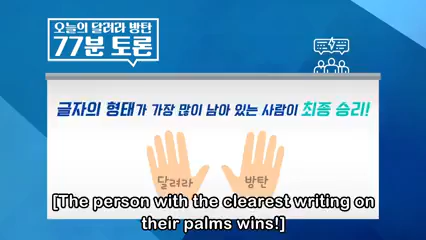 오늘의 달려라 방탄
77분 토론
글자의 형태가 가장 많이 남아 있는 사람이 최종 승리!
달려라
방탄
[The person with the clearest writing on
their palms wins!]